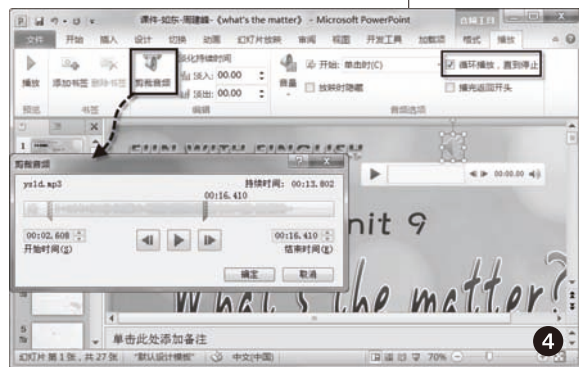 课件-如东-周建峰-《what's the matter》 - Microsoft PowerPoint
文件 开始 插入 设计 切换 动画 幻灯片放映 审阅 视图 开发工具 加载项 格式 播放
播放 添加书签 删除书签 剪裁音频
淡化持续时间
淡入: 00.00
淡出: 00.00
音量
开始: 单击时(C)
放映时隐藏
循环播放，直到停止
播完返回开头
预览 书签 编辑 音频选项
1
FUN WITH ENGLISH
剪裁音频
ys1d.mp3 持续时间: 00:13.802
00:16.410
00:02.608 00:16.410
开始时间(S) 结束时间(E)
确定 取消
00:00.00
nit 9
What's the matter?
5
单击此处添加备注
幻灯片 第 1 张，共 27 张 "默认设计模板" 中文(中国) 70%
4